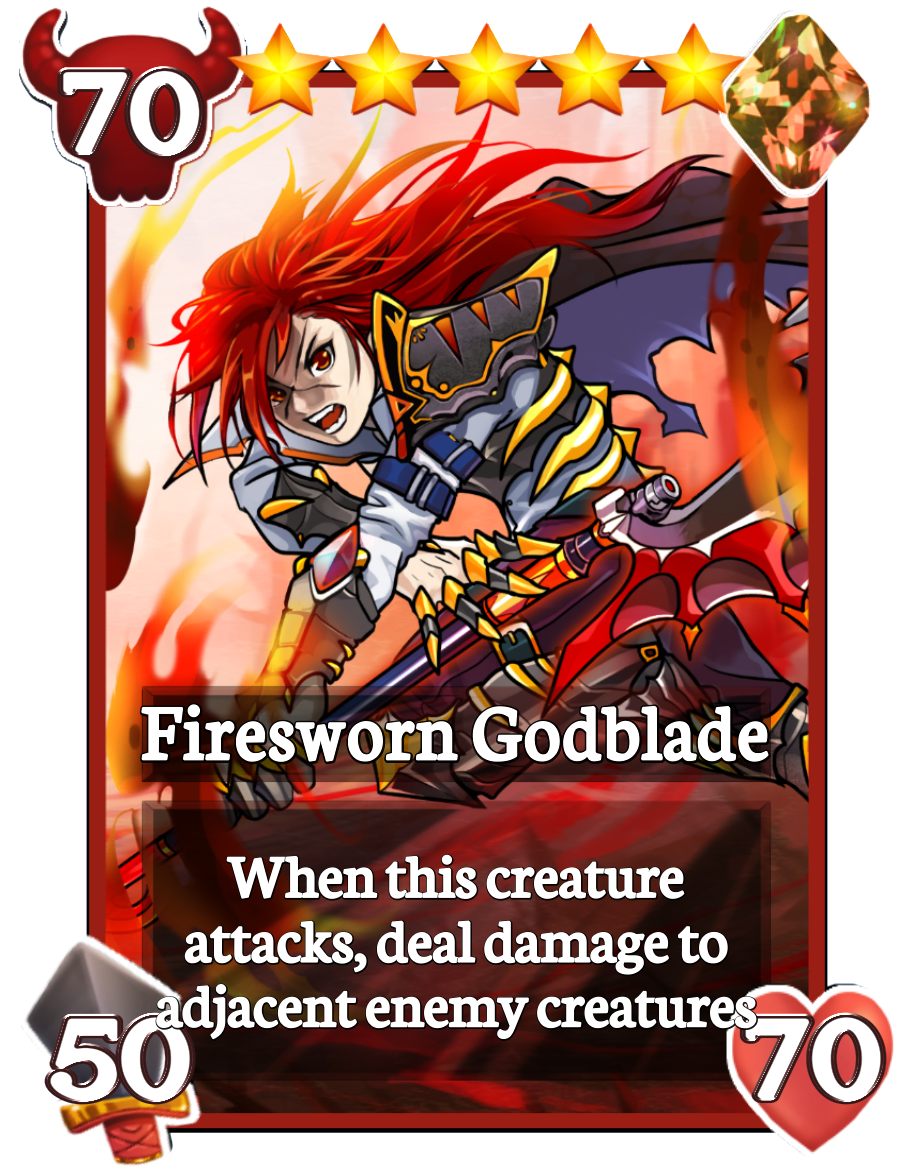 70
Firesworn Godblade
When this creature
attacks, deal damage to
adjacent enemy creatures
50
70